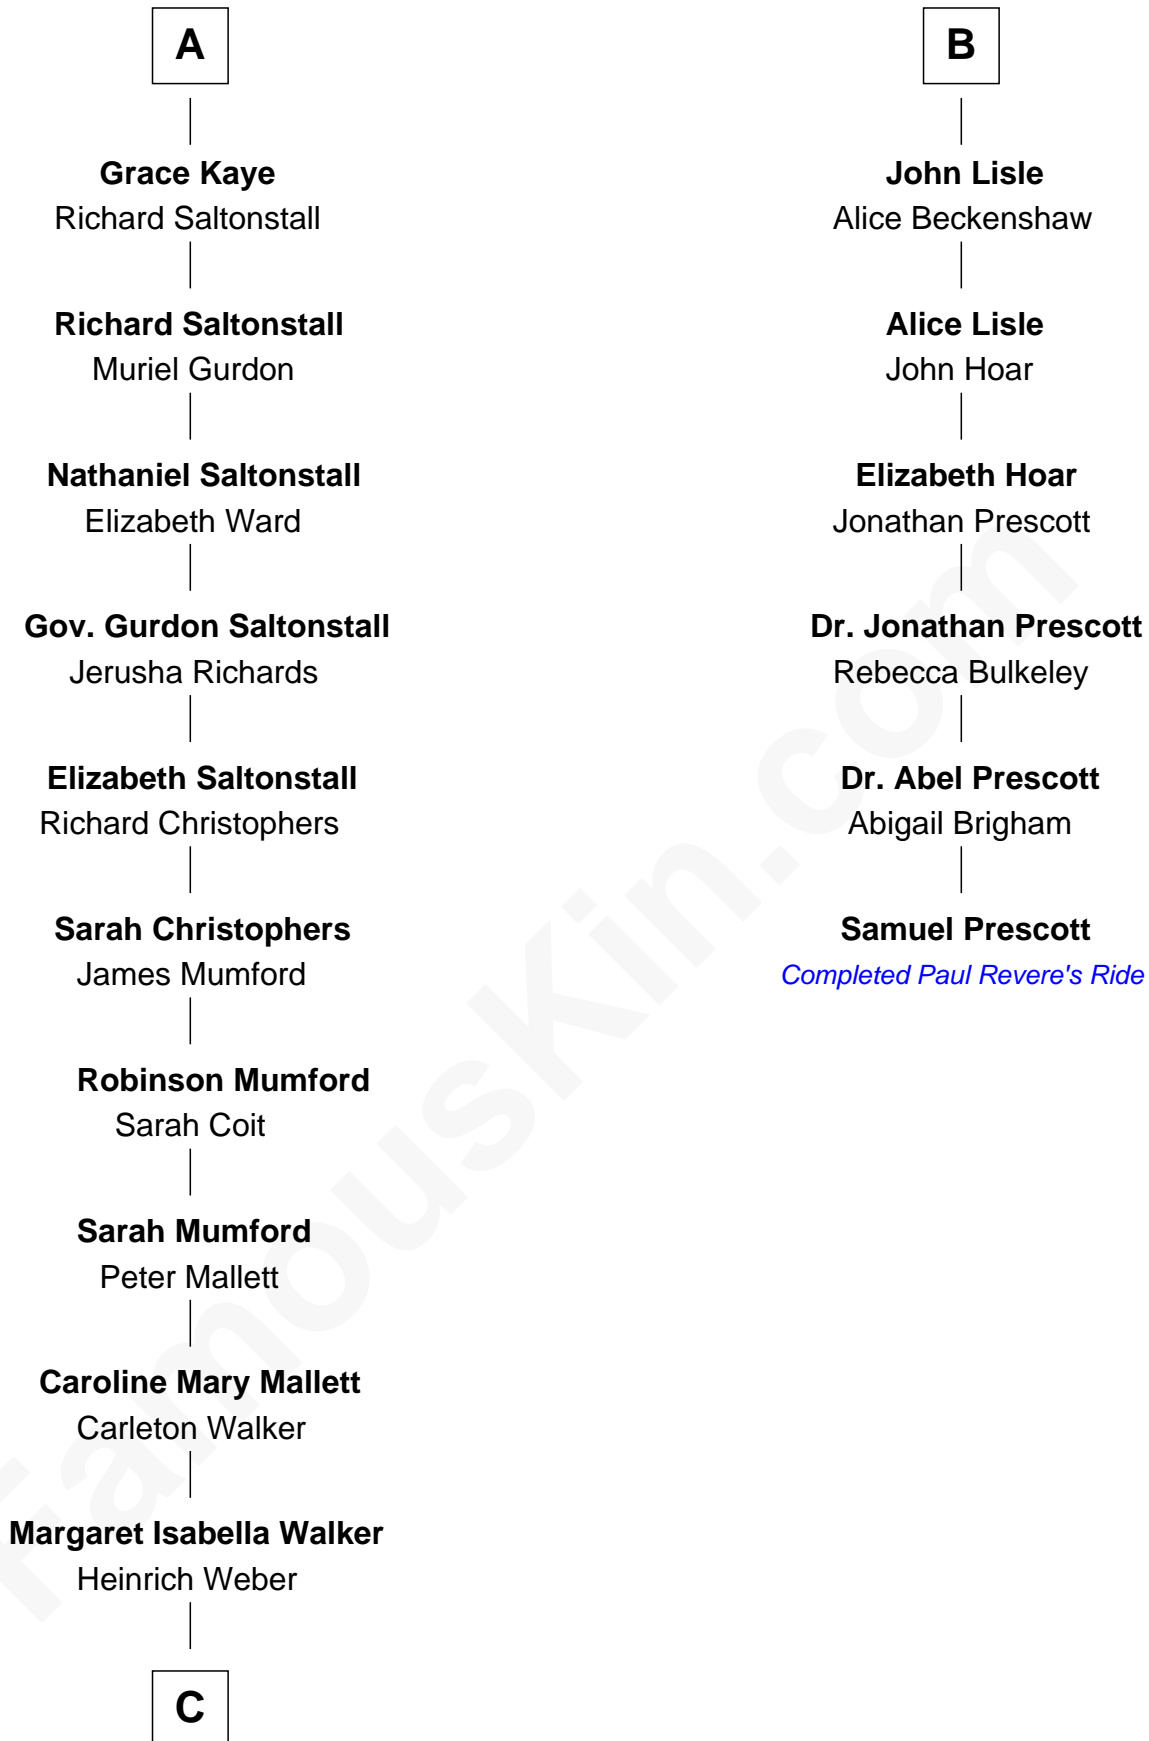 A
Grace Kaye
Richard Saltonstall
Richard Saltonstall
Muriel Gurdon
Nathaniel Saltonstall
Elizabeth Ward
Gov. Gurdon Saltonstall
Jerusha Richards
Elizabeth Saltonstall
Richard Christophers
Sarah Christophers
James Mumford
Robinson Mumford
Sarah Coit
Sarah Mumford
Peter Mallett
Caroline Mary Mallett
Carleton Walker
Margaret Isabella Walker
Heinrich Weber
C
B
John Lisle
Alice Beckenshaw
Alice Lisle
John Hoar
Elizabeth Hoar
Jonathan Prescott
Dr. Jonathan Prescott
Rebecca Bulkeley
Dr. Abel Prescott
Abigail Brigham
Samuel Prescott
Completed Paul Revere's Ride
FamousKin.com